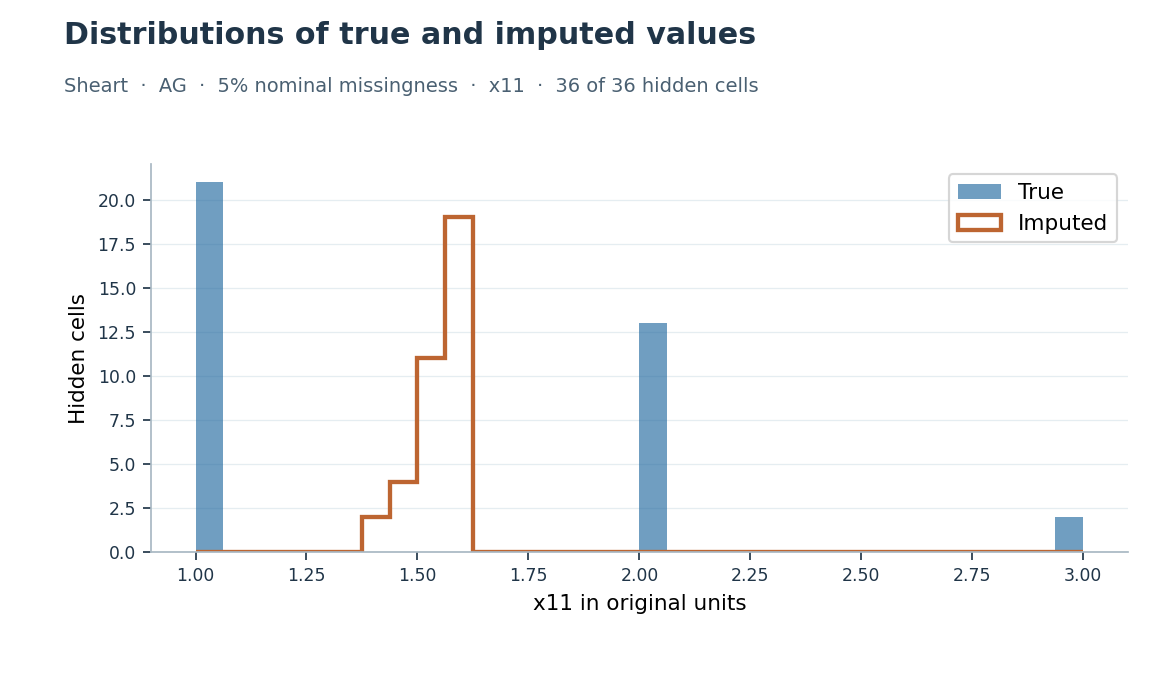 Distributions of true and imputed values
Sheart · AG · 5% nominal missingness · x11 · 36 of 36 hidden cells
True
Imputed
Hidden cells
20.0
17.5
15.0
12.5
10.0
7.5
5.0
2.5
0.0
1.00 1.25 1.50 1.75 2.00 2.25 2.50 2.75 3.00
x11 in original units